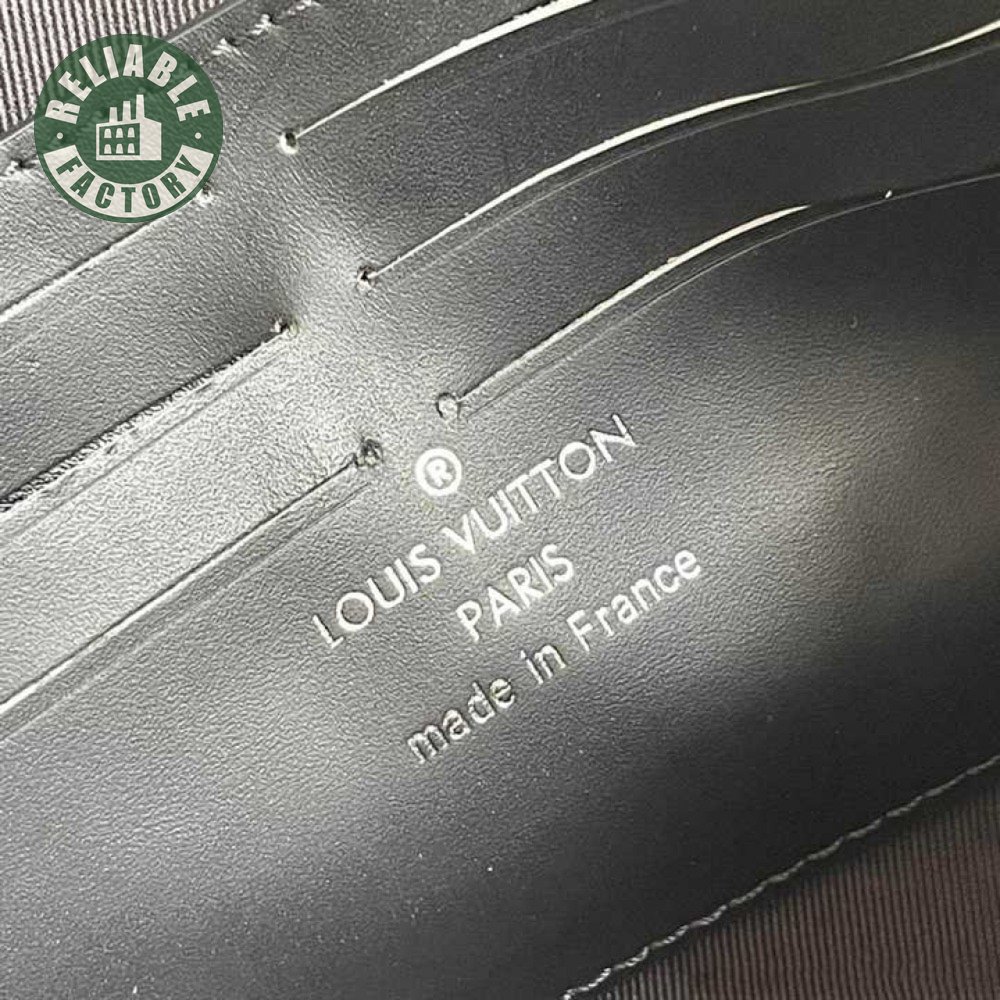 RELIABLE
FACTORY
®
LOUIS VUITTON
PARIS
made in France